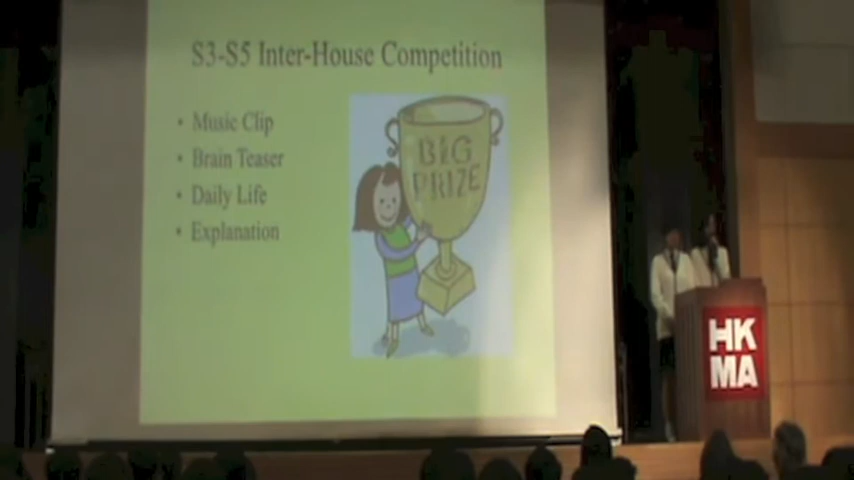 S3-S5 Inter-House Competition
• Music Clip
• Brain Teaser
• Daily Life
• Explanation
BIG
PRIZE
HK
MA